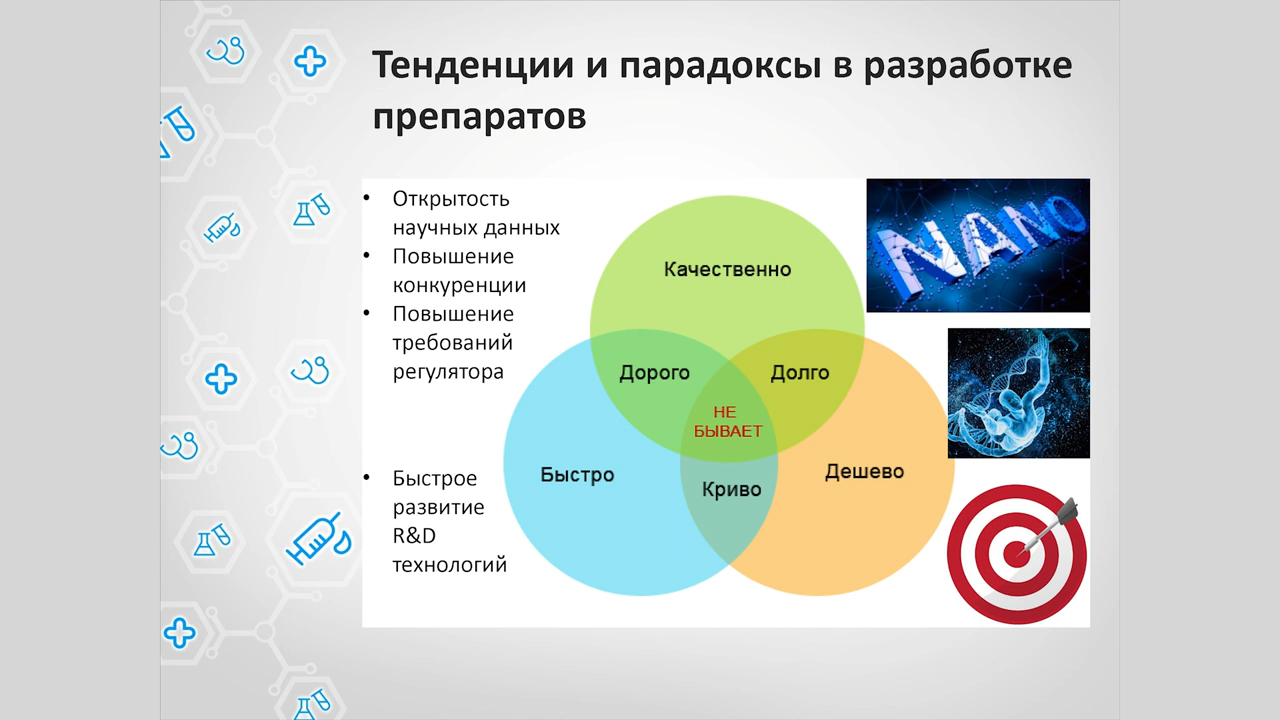 Тенденции и парадоксы в разработке
препаратов
• Открытость
научных данных
• Повышение
конкуренции
• Повышение
требований
регулятора
• Быстрое
развитие
R&D
технологий
Качественно
Дорого
Долго
НЕ
БЫВАЕТ
Быстро
Дешево
Криво
NANO